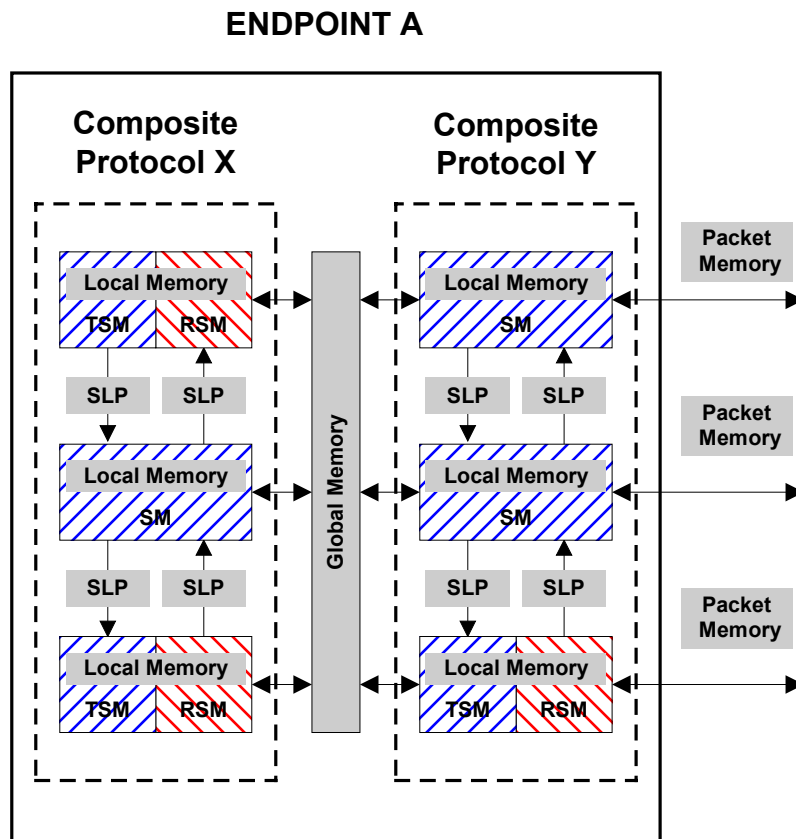 ENDPOINT A
Composite
Protocol X
Composite
Protocol Y
Packet
Memory
Local Memory
TSM
RSM
Local Memory
SM
SLP
SLP
SLP
SLP
Packet
Memory
Local Memory
SM
Global Memory
Local Memory
SM
SLP
SLP
SLP
SLP
Packet
Memory
Local Memory
TSM
RSM
Local Memory
TSM
RSM